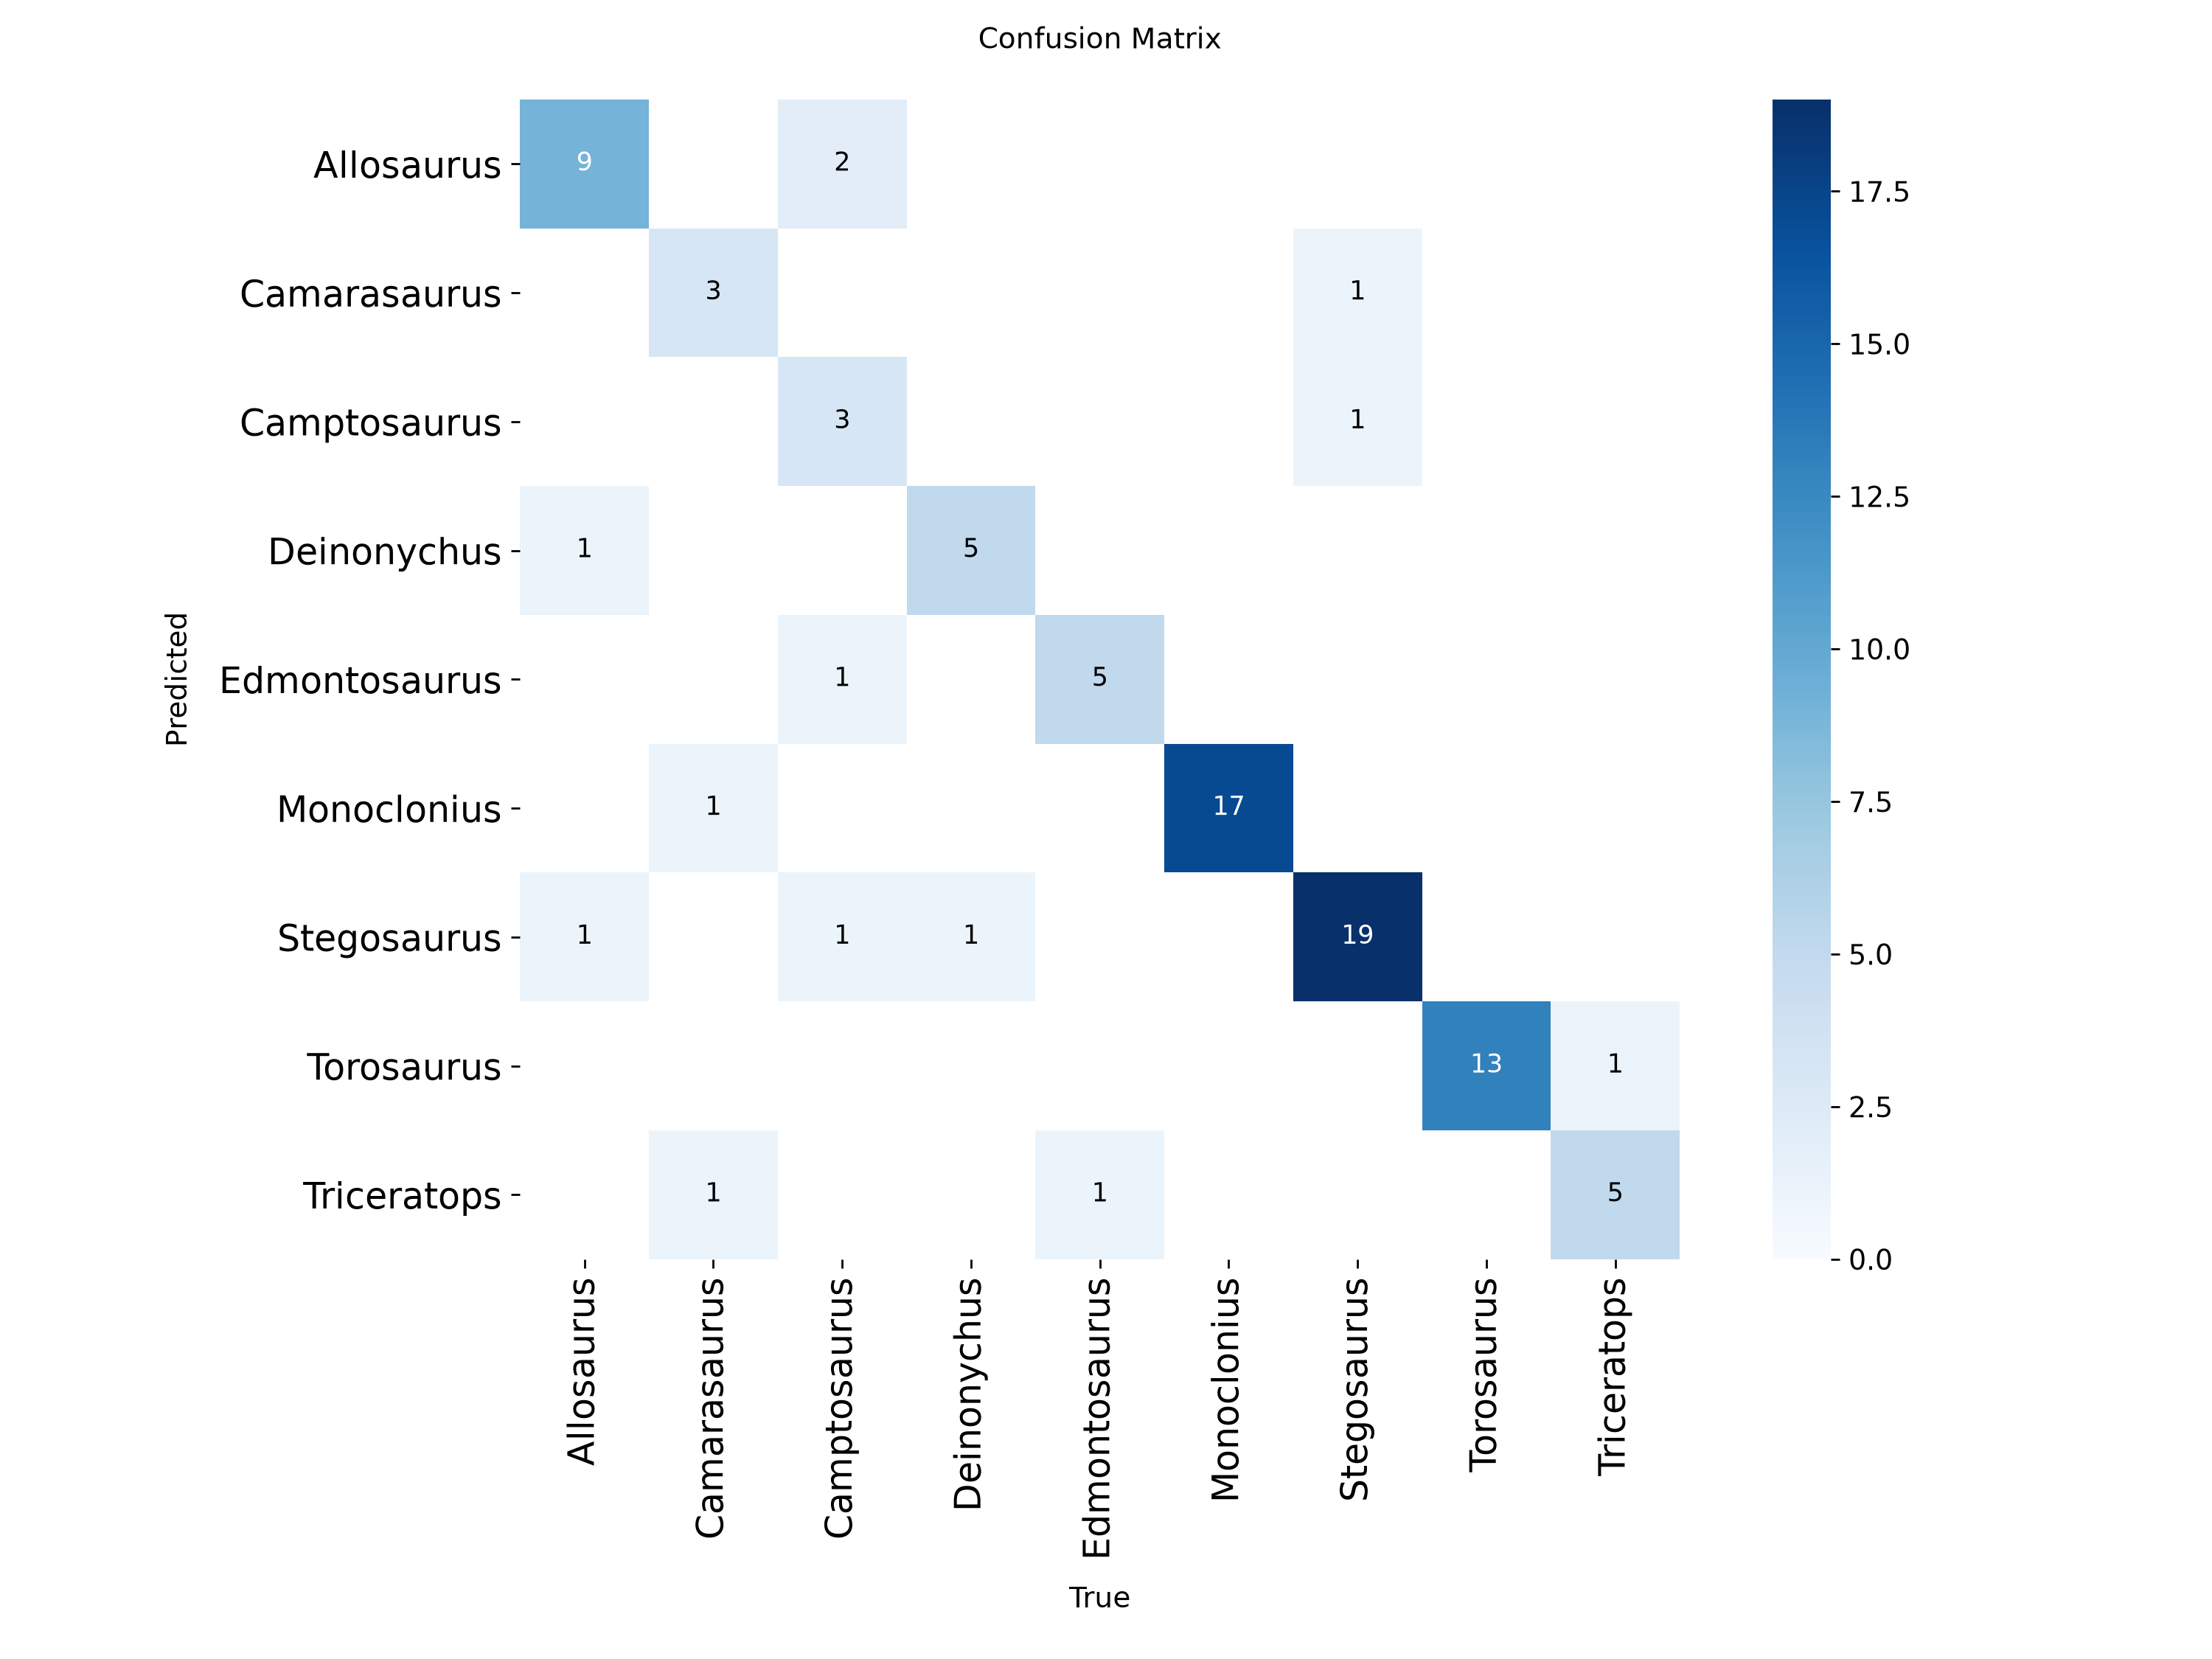 Confusion Matrix
Allosaurus 9 2
Camarasaurus 3 1
Camptosaurus 3 1
Deinonychus 1 5
Edmontosaurus 1 5
Monoclonius 1 17
Stegosaurus 1 1 1 19
Torosaurus 13 1
Triceratops 1 1 5
Predicted
Allosaurus
Camarasaurus
Camptosaurus
Deinonychus
Edmontosaurus
Monoclonius
Stegosaurus
Torosaurus
Triceratops
True
17.5
15.0
12.5
10.0
7.5
5.0
2.5
0.0